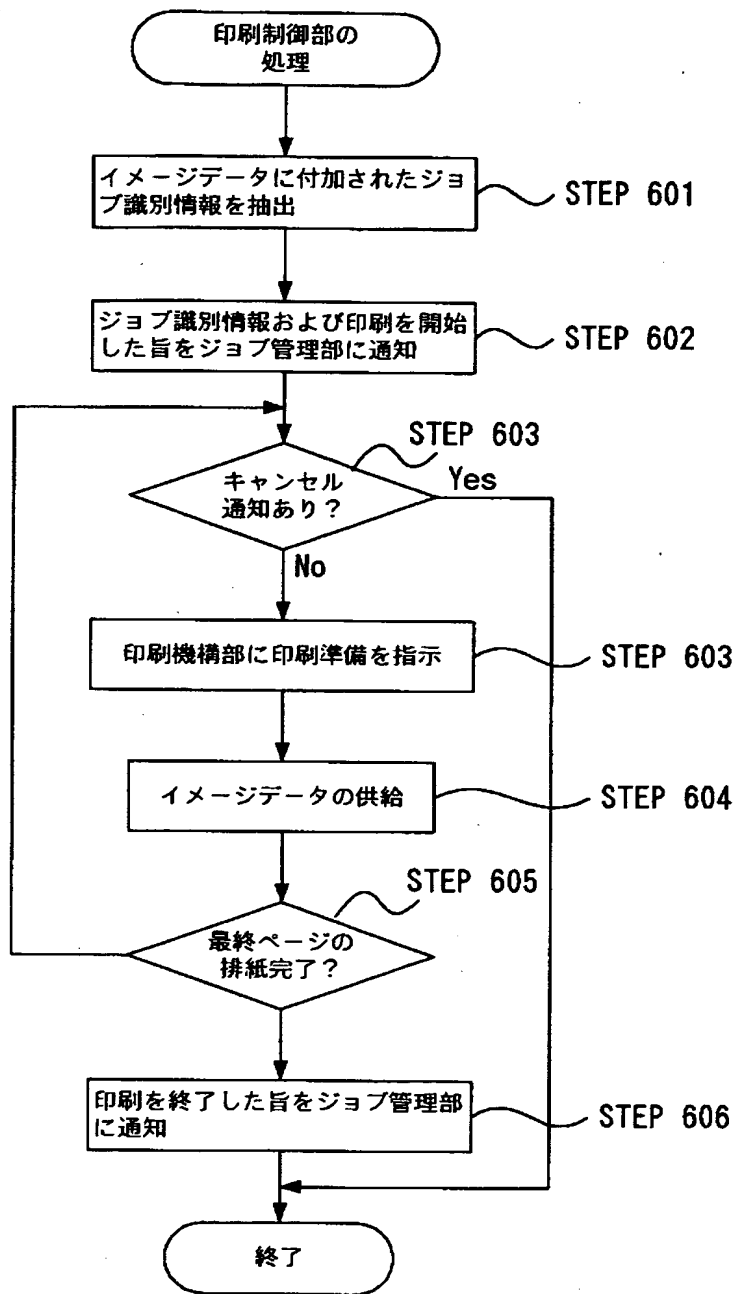 印刷制御部の
処理
イメージデータに付加されたジョ
ブ識別情報を抽出
STEP 601
ジョブ識別情報および印刷を開始
した旨をジョブ管理部に通知
STEP 602
STEP 603
キャンセル
通知あり？
Yes
No
印刷機構部に印刷準備を指示
STEP 603
イメージデータの供給
STEP 604
STEP 605
最終ページの
排紙完了？
印刷を終了した旨をジョブ管理部
に通知
STEP 606
終了